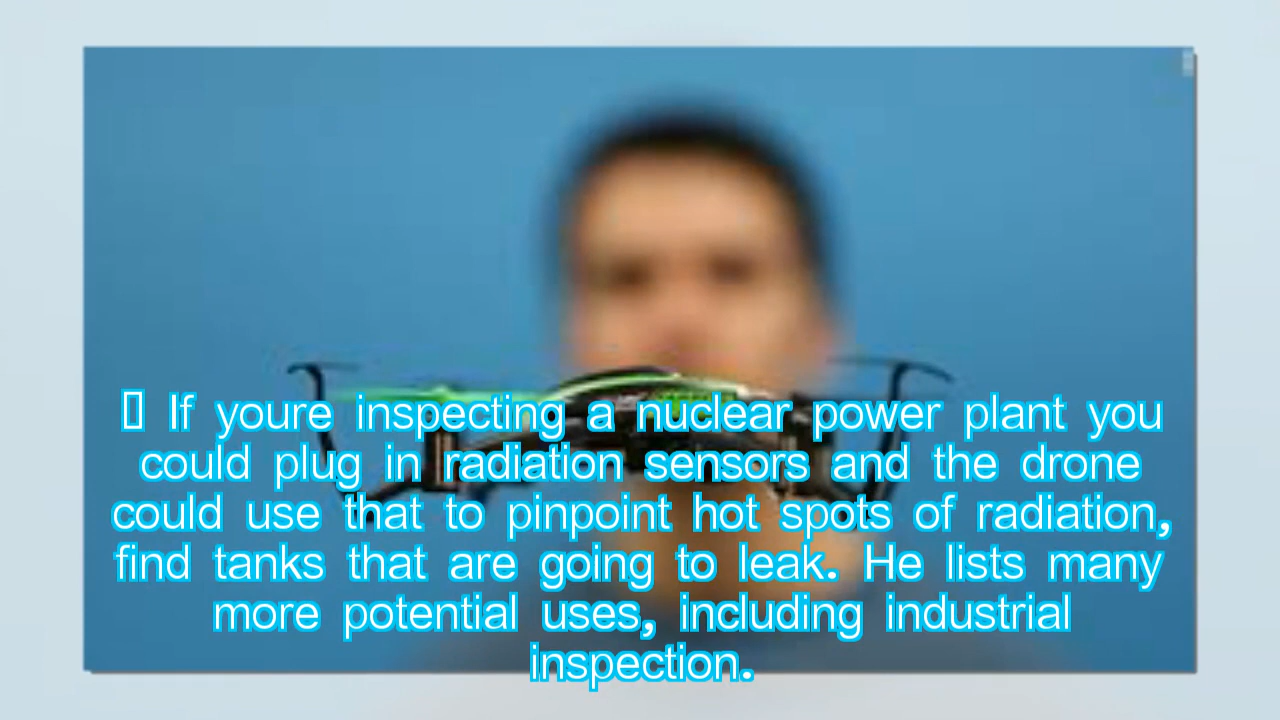 ▯ If youre inspecting a nuclear power plant you
could plug in radiation sensors and the drone
could use that to pinpoint hot spots of radiation,
find tanks that are going to leak. He lists many
more potential uses, including industrial
inspection.